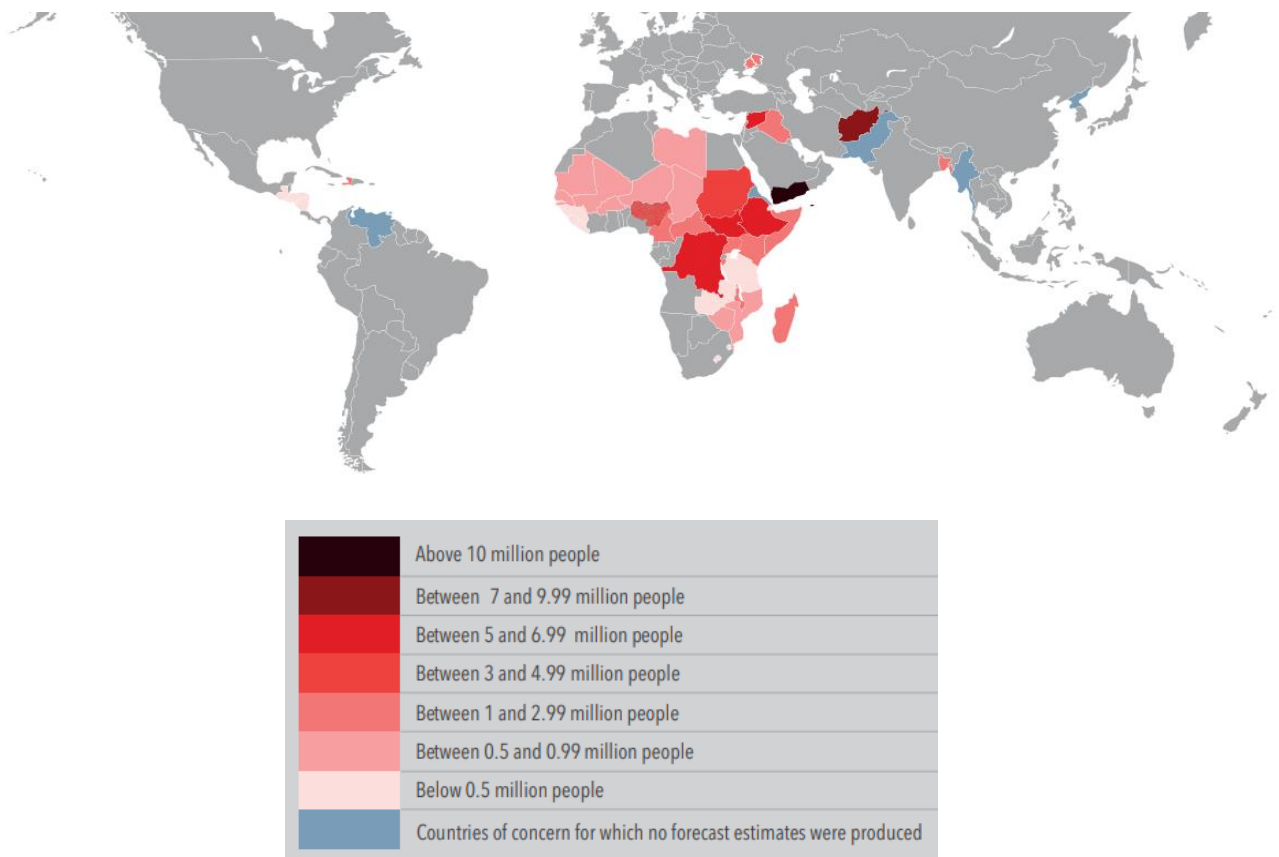 Above 10 million people
Between 7 and 9.99 million people
Between 5 and 6.99 million people
Between 3 and 4.99 million people
Between 1 and 2.99 million people
Between 0.5 and 0.99 million people
Below 0.5 million people
Countries of concern for which no forecast estimates were produced